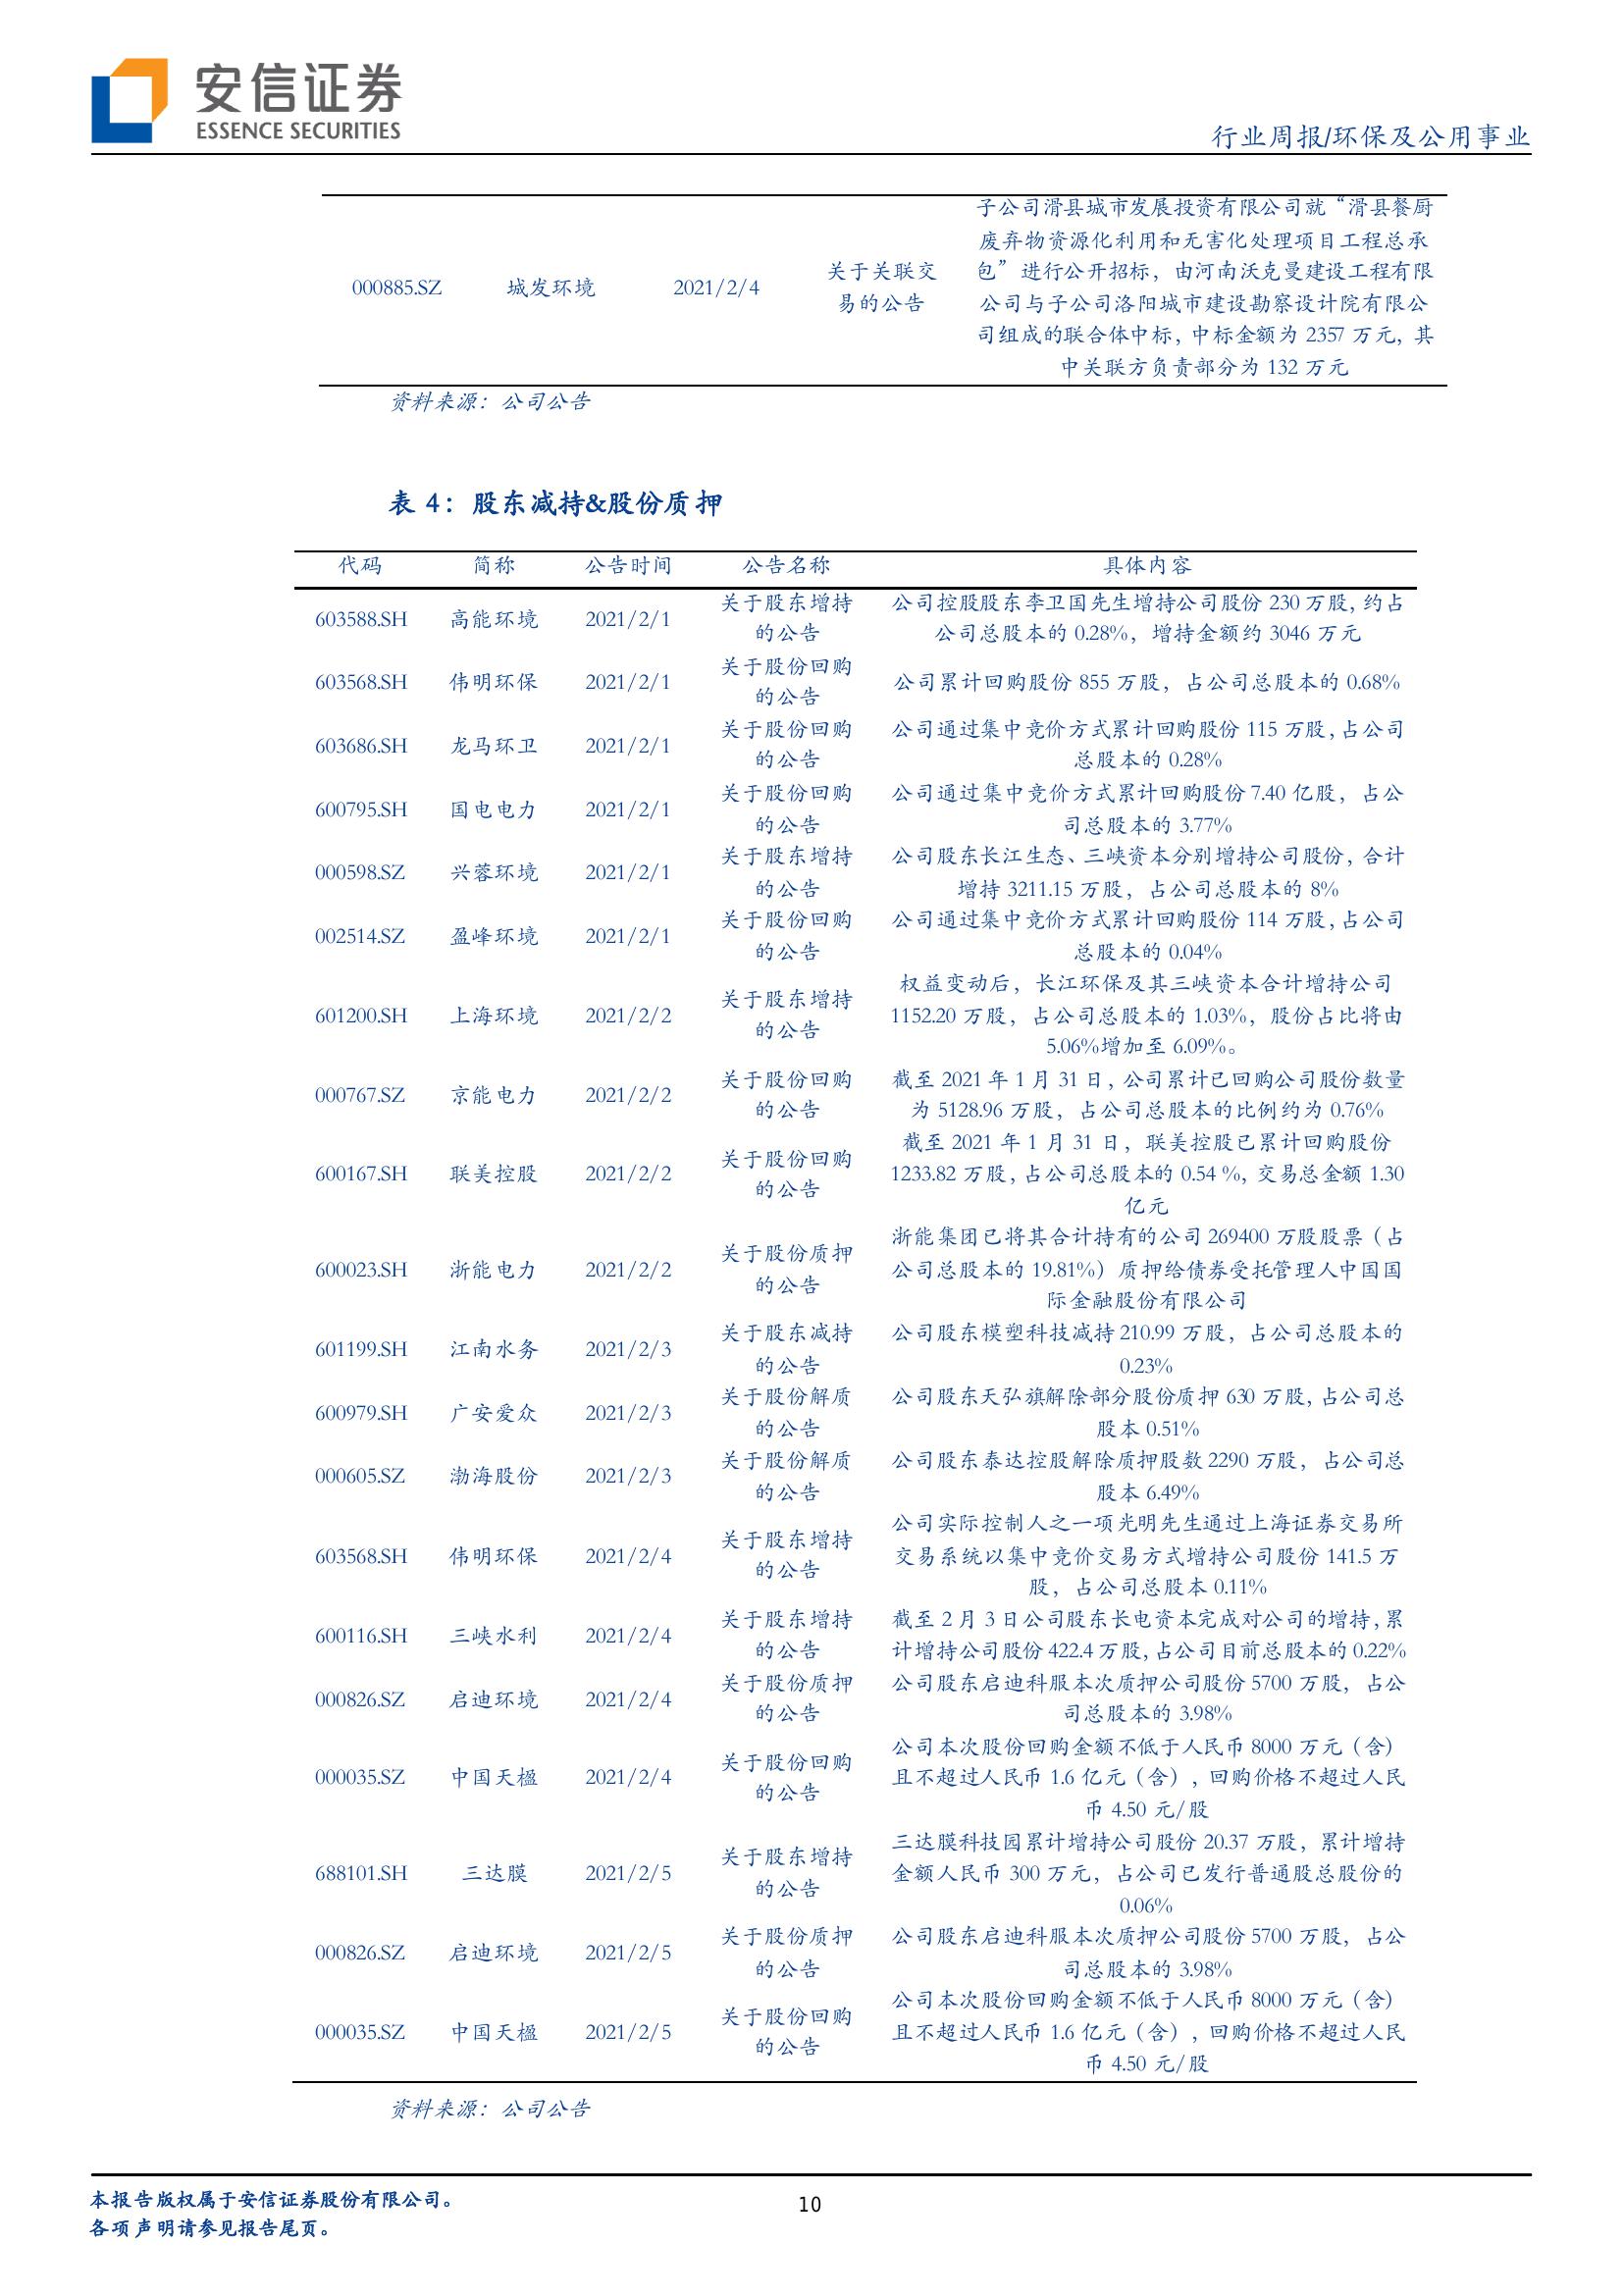 安信证券
ESSENCE SECURITIES
行业周报/环保及公用事业
子公司滑县城市发展投资有限公司就“滑县餐厨
废弃物资源化利用和无害化处理项目工程总承
000885.SZ 城发环境 2021/2/4 关于关联交易的公告 包”进行公开招标，由河南沃克曼建设工程有限
公司与子公司洛阳城市建设勘察设计院有限公
司组成的联合体中标，中标金额为 2357 万元，其
中关联方负责部分为 132 万元
资料来源：公司公告
表 4：股东减持&股份质押
代码 简称 公告时间 公告名称 具体内容
603588.SH 高能环境 2021/2/1 关于股东增持的公告 公司控股股东李卫国先生增持公司股份 230 万股，约占
公司总股本的 0.28%，增持金额约 3046 万元
603568.SH 伟明环保 2021/2/1 关于股份回购的公告 公司累计回购股份 855 万股，占公司总股本的 0.68%
603686.SH 龙马环卫 2021/2/1 关于股份回购的公告 公司通过集中竞价方式累计回购股份 115 万股，占公司
总股本的 0.28%
600795.SH 国电电力 2021/2/1 关于股份回购的公告 公司通过集中竞价方式累计回购股份 7.40 亿股，占公
司总股本的 3.77%
000598.SZ 兴蓉环境 2021/2/1 关于股东增持的公告 公司股东长江生态、三峡资本分别增持公司股份，合计
增持 3211.15 万股，占公司总股本的 8%
002514.SZ 盈峰环境 2021/2/1 关于股份回购的公告 公司通过集中竞价方式累计回购股份 114 万股，占公司
总股本的 0.04%
601200.SH 上海环境 2021/2/2 关于股东增持的公告 权益变动后，长江环保及其三峡资本合计增持公司
1152.20 万股，占公司总股本的 1.03%，股份占比将由
5.06%增加至 6.09%。
000767.SZ 京能电力 2021/2/2 关于股份回购的公告 截至 2021 年 1 月 31 日，公司累计已回购公司股份数量
为 5128.96 万股，占公司总股本的比例约为 0.76%
600167.SH 联美控股 2021/2/2 关于股份回购的公告 截至 2021 年 1 月 31 日，联美控股已累计回购股份
1233.82 万股，占公司总股本的 0.54 %，交易总金额 1.30
亿元
600023.SH 浙能电力 2021/2/2 关于股份质押的公告 浙能集团已将其合计持有的公司 269400 万股股票（占
公司总股本的 19.81%）质押给债券受托管理人中国国
际金融股份有限公司
601199.SH 江南水务 2021/2/3 关于股东减持的公告 公司股东模塑科技减持 210.99 万股，占公司总股本的
0.23%
600979.SH 广安爱众 2021/2/3 关于股份解质的公告 公司股东天弘旗解除部分股份质押 630 万股，占公司总
股本 0.51%
000605.SZ 渤海股份 2021/2/3 关于股份解质的公告 公司股东泰达控股解除质押股数 2290 万股，占公司总
股本 6.49%
603568.SH 伟明环保 2021/2/4 关于股东增持的公告 公司实际控制人之一项光明先生通过上海证券交易所
交易系统以集中竞价交易方式增持公司股份 141.5 万
股，占公司总股本 0.11%
600116.SH 三峡水利 2021/2/4 关于股东增持的公告 截至 2 月 3 日公司股东长电资本完成对公司的增持，累
计增持公司股份 422.4 万股，占公司目前总股本的 0.22%
000826.SZ 启迪环境 2021/2/4 关于股份质押的公告 公司股东启迪科服本次质押公司股份 5700 万股，占公
司总股本的 3.98%
000035.SZ 中国天楹 2021/2/4 关于股份回购的公告 公司本次股份回购金额不低于人民币 8000 万元（含）
且不超过人民币 1.6 亿元（含），回购价格不超过人民
币 4.50 元/股
688101.SH 三达膜 2021/2/5 关于股东增持的公告 三达膜科技园累计增持公司股份 20.37 万股，累计增持
金额人民币 300 万元，占公司已发行普通股总股份的
0.06%
000826.SZ 启迪环境 2021/2/5 关于股份质押的公告 公司股东启迪科服本次质押公司股份 5700 万股，占公
司总股本的 3.98%
000035.SZ 中国天楹 2021/2/5 关于股份回购的公告 公司本次股份回购金额不低于人民币 8000 万元（含）
且不超过人民币 1.6 亿元（含），回购价格不超过人民
币 4.50 元/股
资料来源：公司公告
本报告版权属于安信证券股份有限公司。
各项声明请参见报告尾页。
10